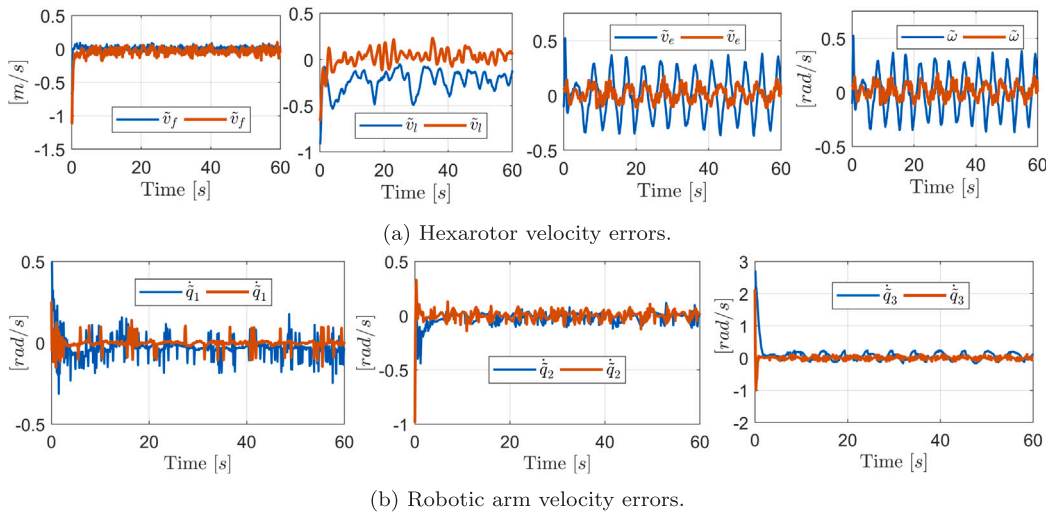 0.5 0 -0.5 -1 -1.5
[m/s]
ṽ_f ṽ_f
0 20 40 60
Time [s]
0.5 0 -0.5 -1
ṽ_l ṽ_l
0 20 40 60
Time [s]
0.5 0 -0.5
ṽ_e ṽ_e
0 20 40 60
Time [s]
0.5 0 -0.5
[rad/s]
ω̃ ω̃
0 20 40 60
Time [s]
(a) Hexarotor velocity errors.
0.5 0 -0.5
[rad/s]
q̃̇_1 q̃̇_1
0 20 40 60
Time [s]
0.5 0 -0.5 -1
[rad/s]
q̃̇_2 q̃̇_2
0 20 40 60
Time [s]
3 2 1 0 -1 -2
[rad/s]
q̃̇_3 q̃̇_3
0 20 40 60
Time [s]
(b) Robotic arm velocity errors.